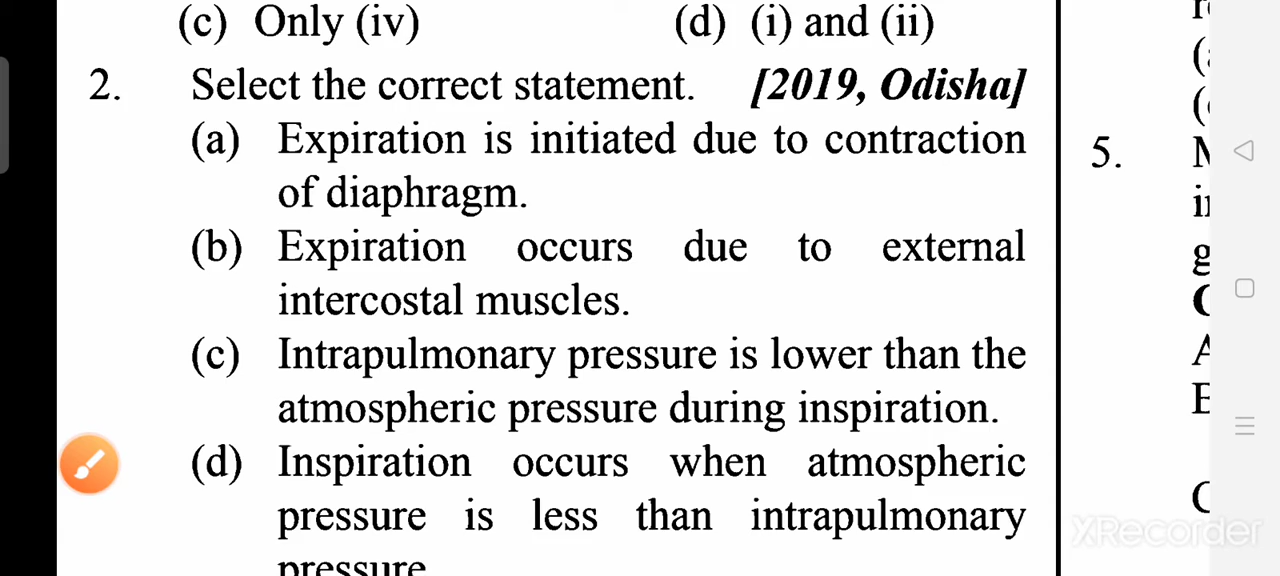 (c) Only (iv) (d) (i) and (ii)
2. Select the correct statement. [2019, Odisha]
(a) Expiration is initiated due to contraction
of diaphragm.
(b) Expiration occurs due to external
intercostal muscles.
(c) Intrapulmonary pressure is lower than the
atmospheric pressure during inspiration.
(d) Inspiration occurs when atmospheric
pressure is less than intrapulmonary
pressure
5.
XRecorder